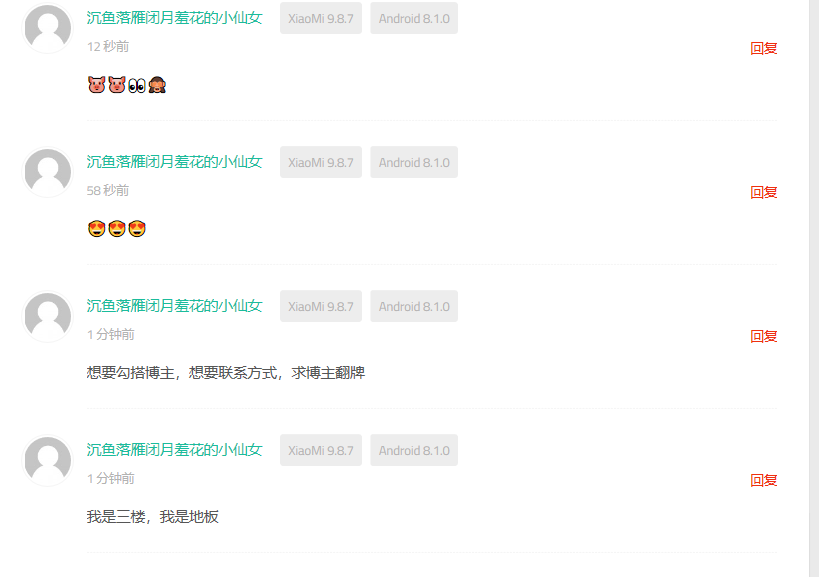 沉鱼落雁闭月羞花的小仙女 XiaoMi 9.8.7 Android 8.1.0
12 秒前 回复
🐷🐷👀🙈
沉鱼落雁闭月羞花的小仙女 XiaoMi 9.8.7 Android 8.1.0
58 秒前 回复
😍😍😍
沉鱼落雁闭月羞花的小仙女 XiaoMi 9.8.7 Android 8.1.0
1 分钟前 回复
想要勾搭博主，想要联系方式，求博主翻牌
沉鱼落雁闭月羞花的小仙女 XiaoMi 9.8.7 Android 8.1.0
1 分钟前 回复
我是三楼，我是地板